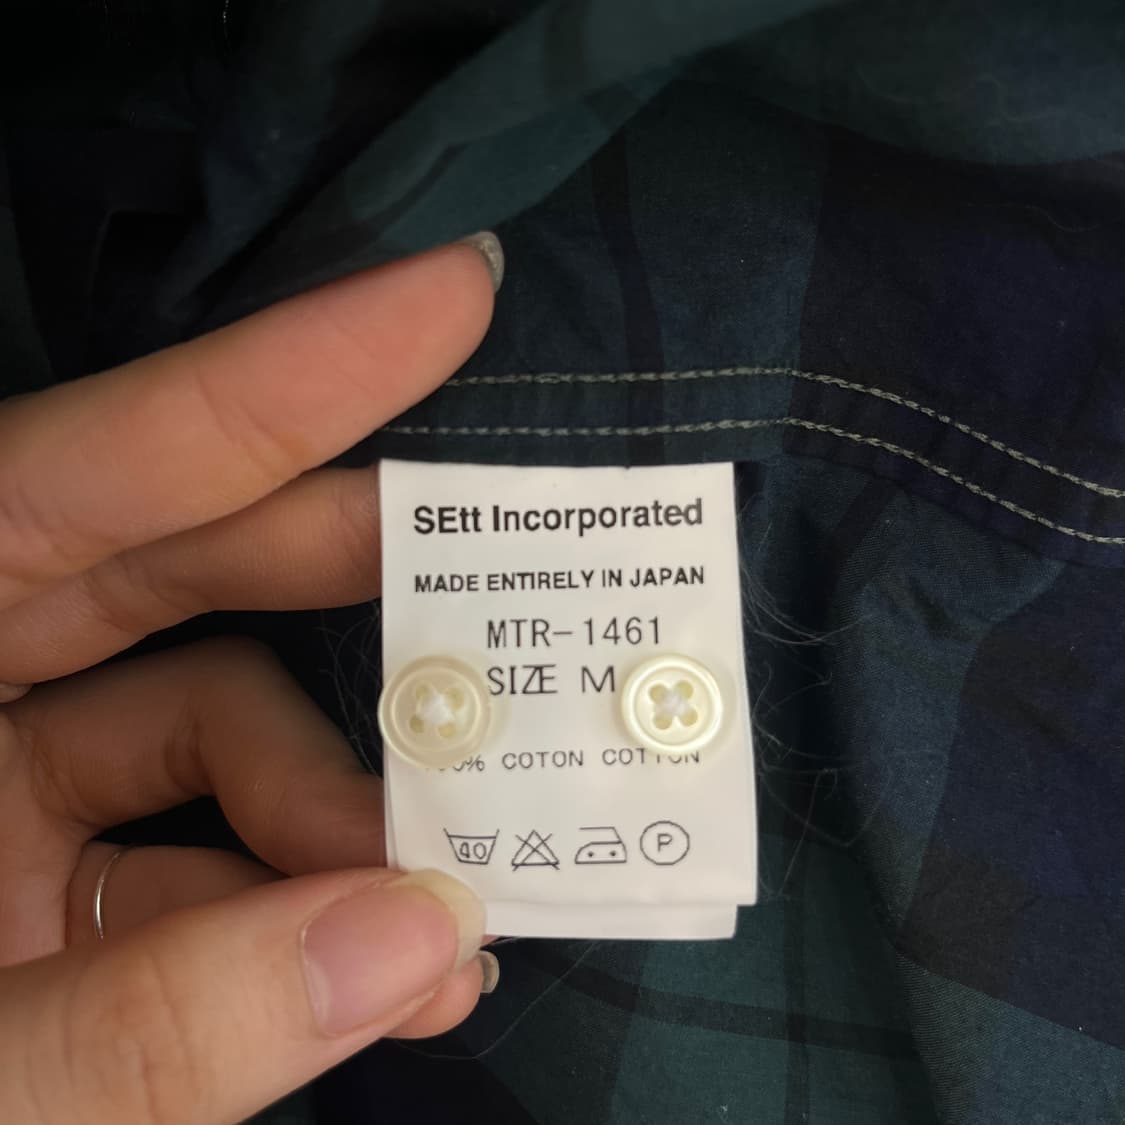 SEtt Incorporated
MADE ENTIRELY IN JAPAN
MTR-1461
SIZE M
COTON COTTON
40
P